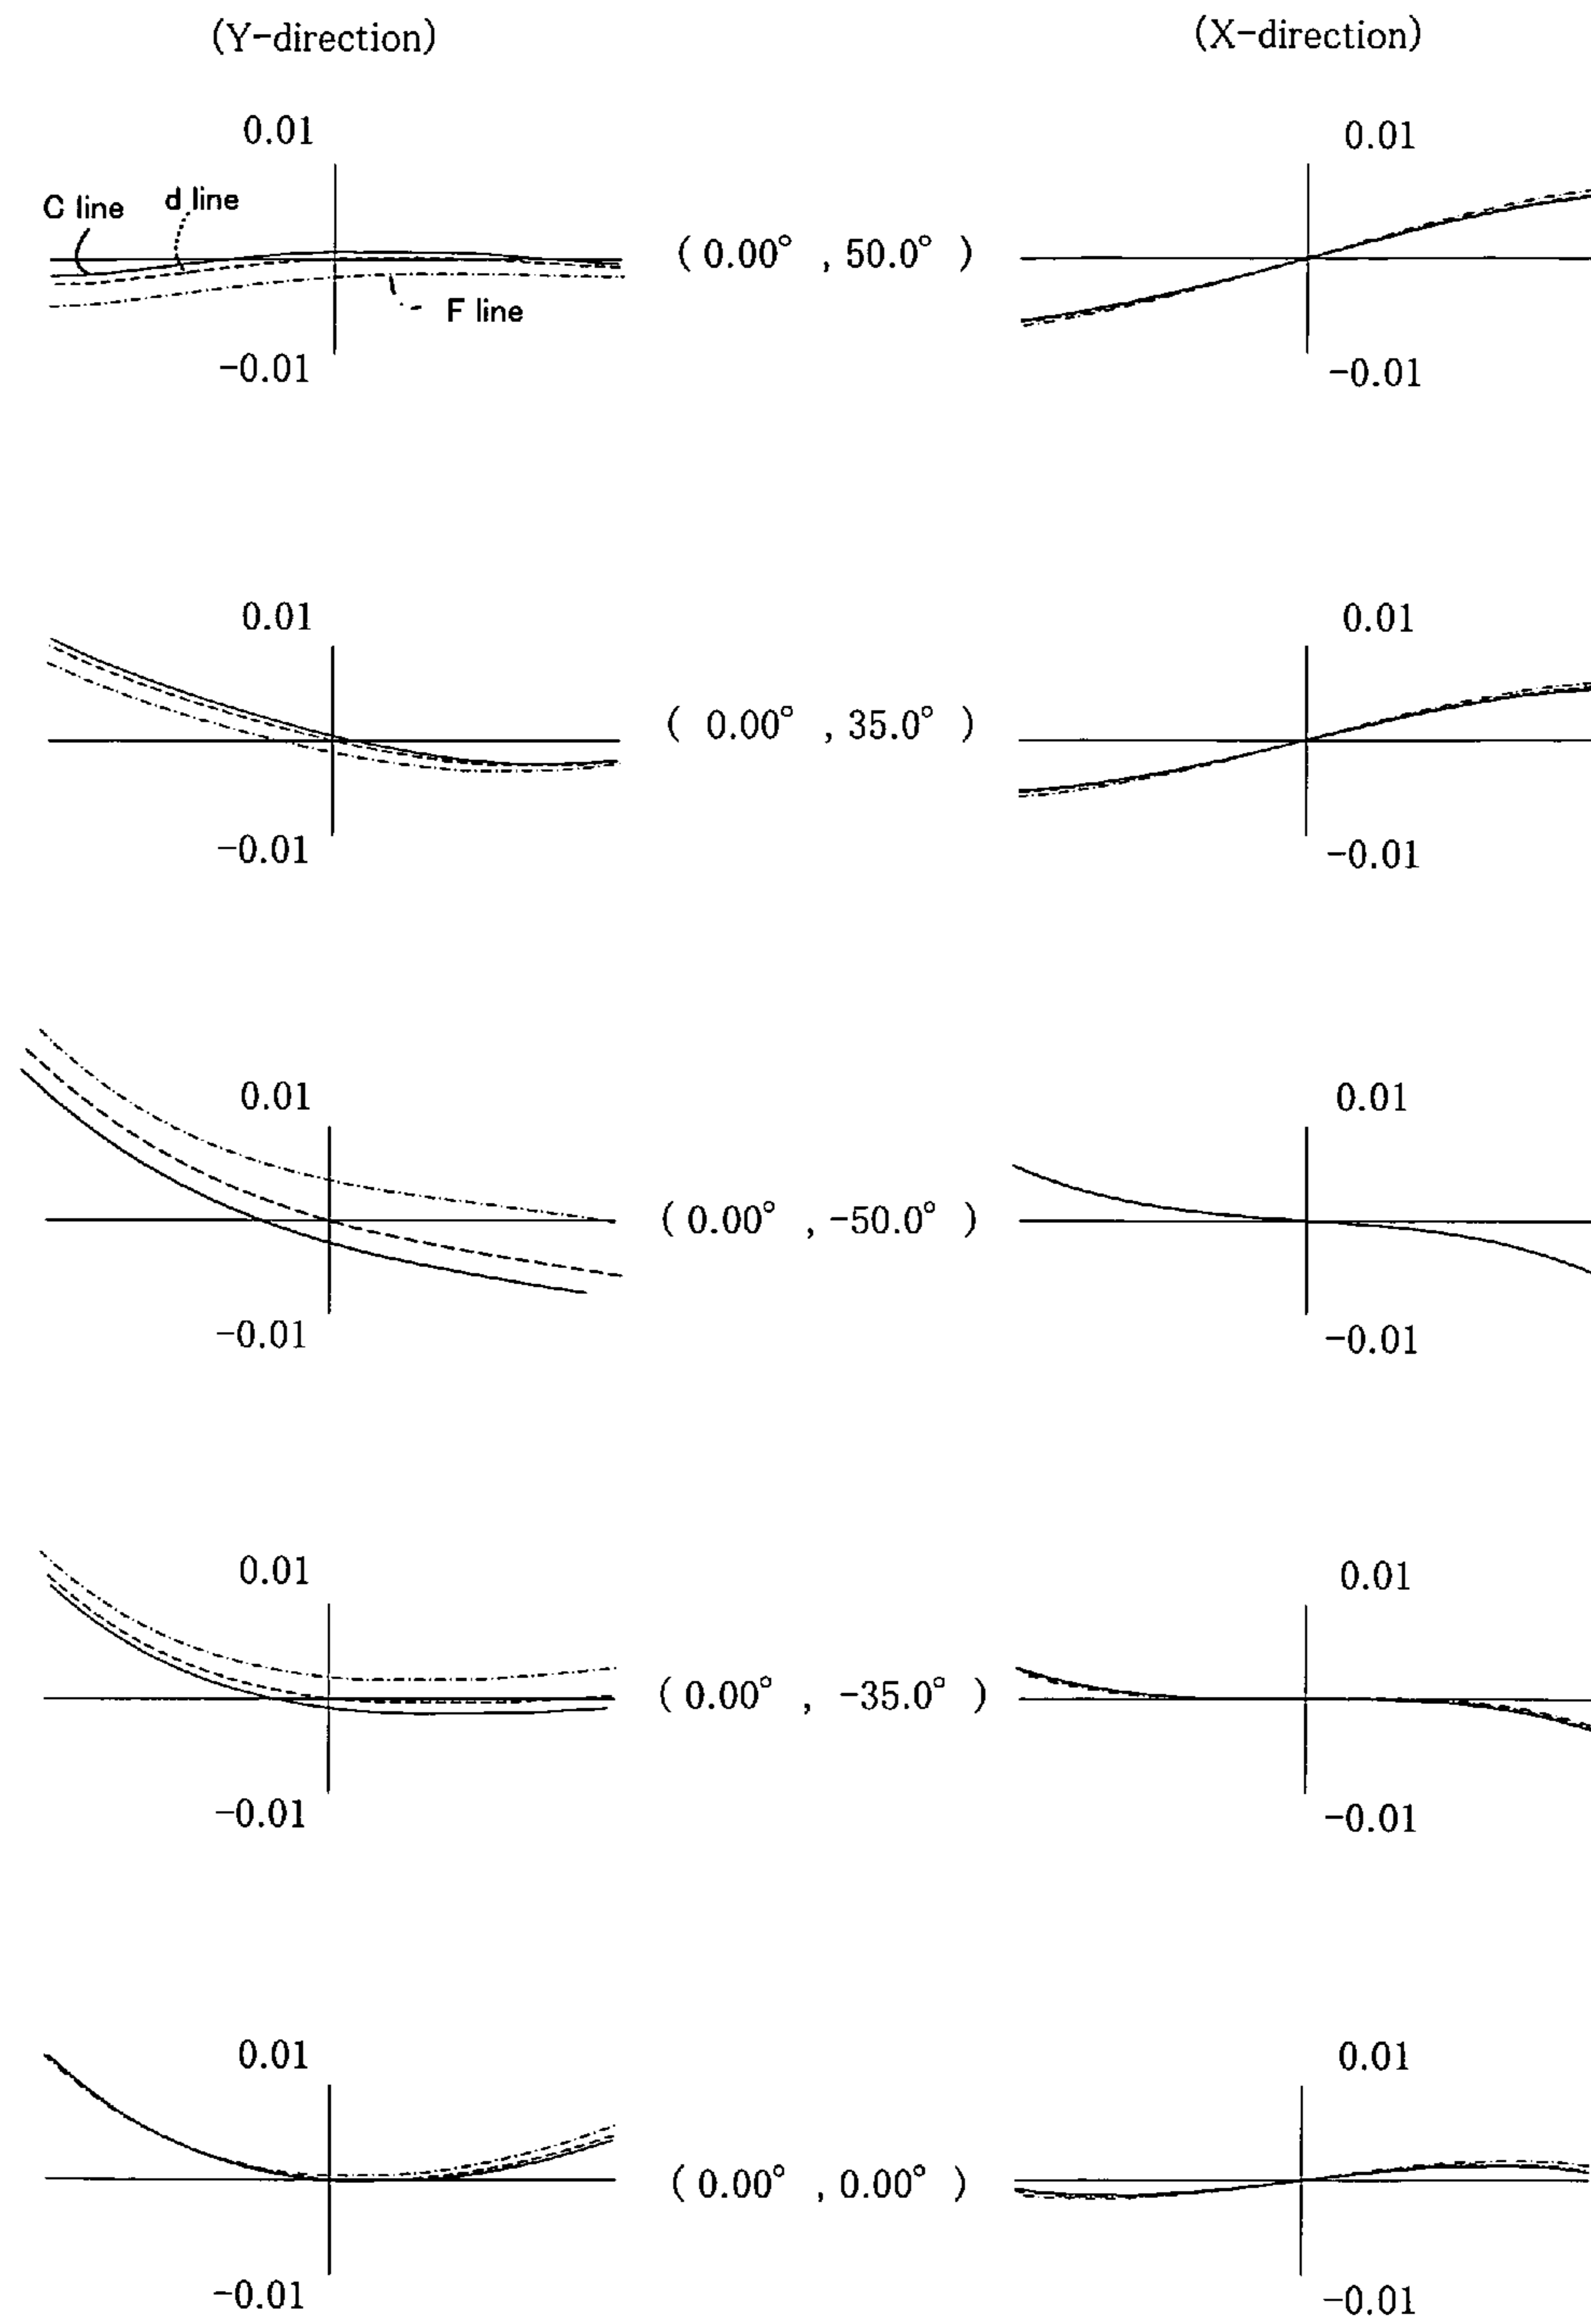 (Y-direction) (X-direction)
0.01 0.01
C line d line
(0.00° , 50.0° )
F line
-0.01 -0.01
0.01 0.01
( 0.00° , 35.0° )
-0.01 -0.01
0.01 0.01
(0.00° , -50.0° )
-0.01 -0.01
0.01 0.01
(0.00° , -35.0° )
-0.01 -0.01
0.01 0.01
(0.00° , 0.00° )
-0.01 -0.01